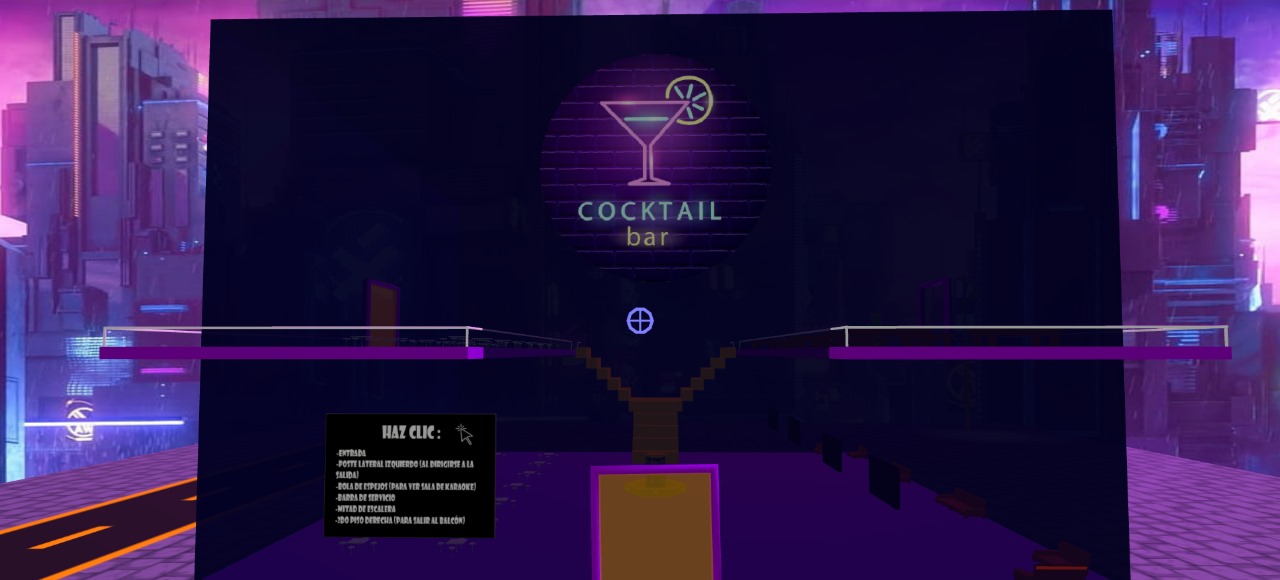 COCKTAIL
bar
HAZ CLIC :
-ENTRADA
-POSTE LATERAL IZQUIERDO (AL DIRIGIRSE A LA
SALIDA)
-BOLA DE ESPEJOS (PARA VER SALA DE KARAOKE)
-BARRA DE SERVICIO
-MITAD DE ESCALERA
-2DO PISO DERECHA (PARA SALIR AL BALCÓN)